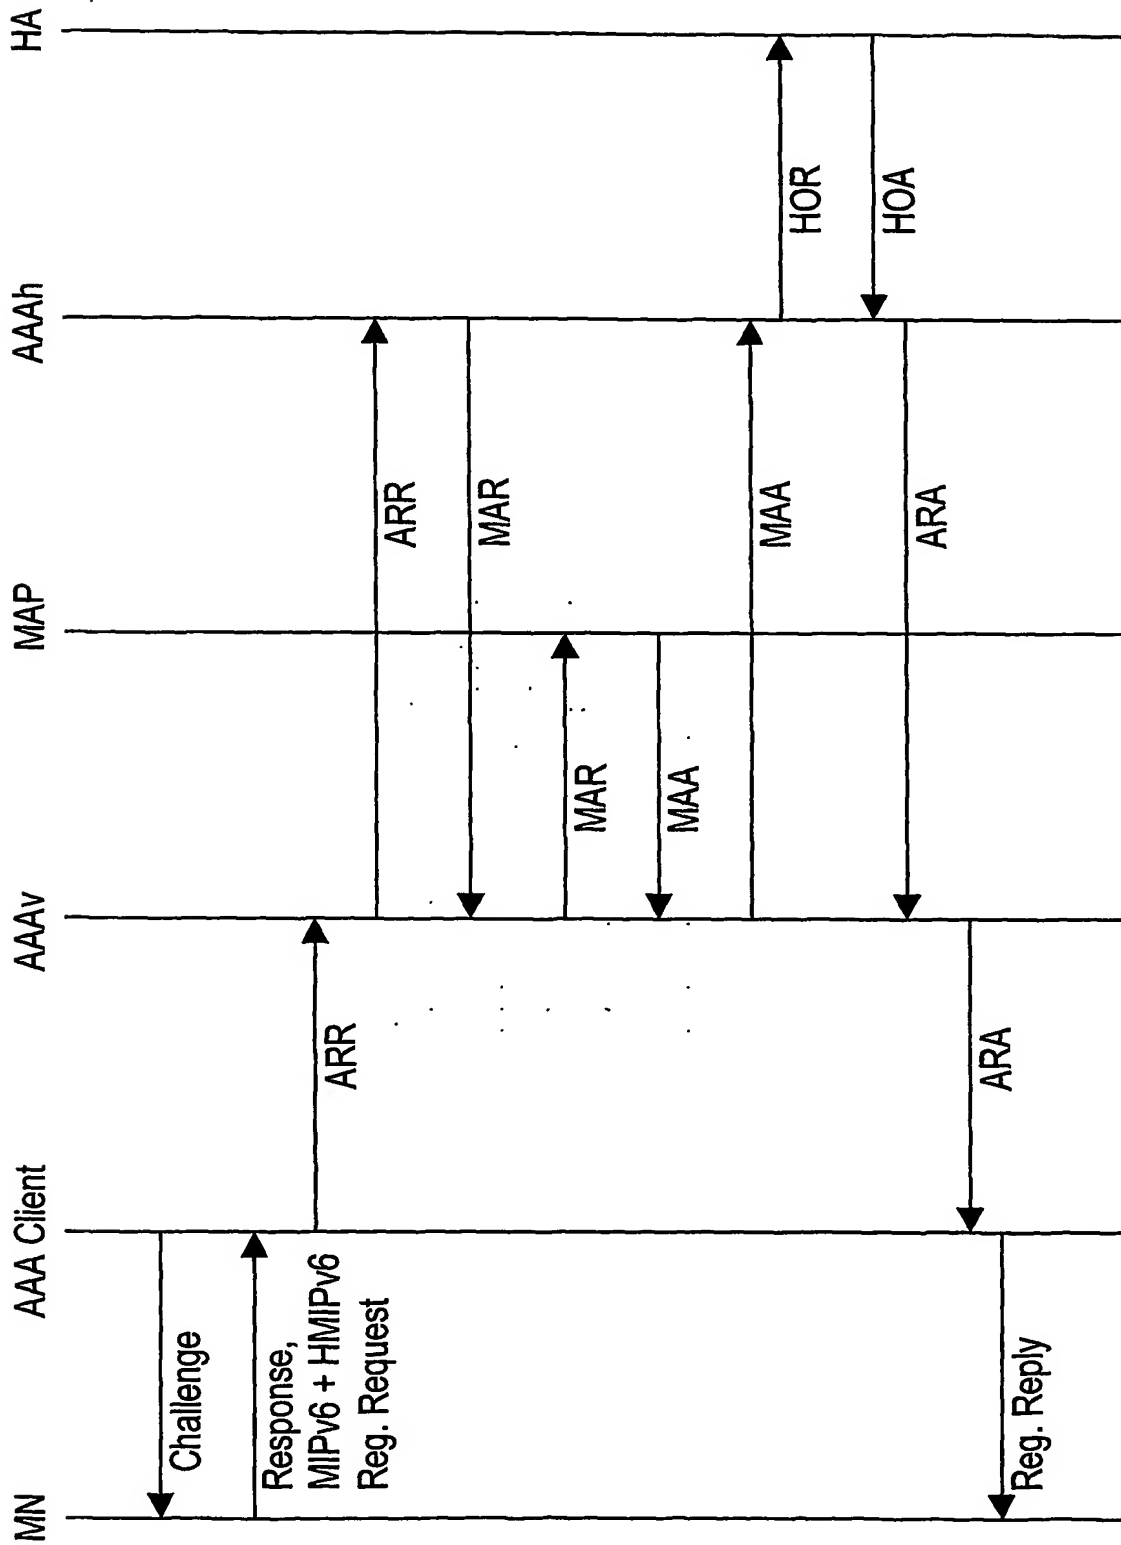 MN
AAA Client
AAAv
MAP
AAAh
HA
Challenge
Response,
MIPv6 + HMIPv6
Reg. Request
ARR
ARR
MAR
MAR
MAA
MAA
HOR
HOA
ARA
ARA
Reg. Reply